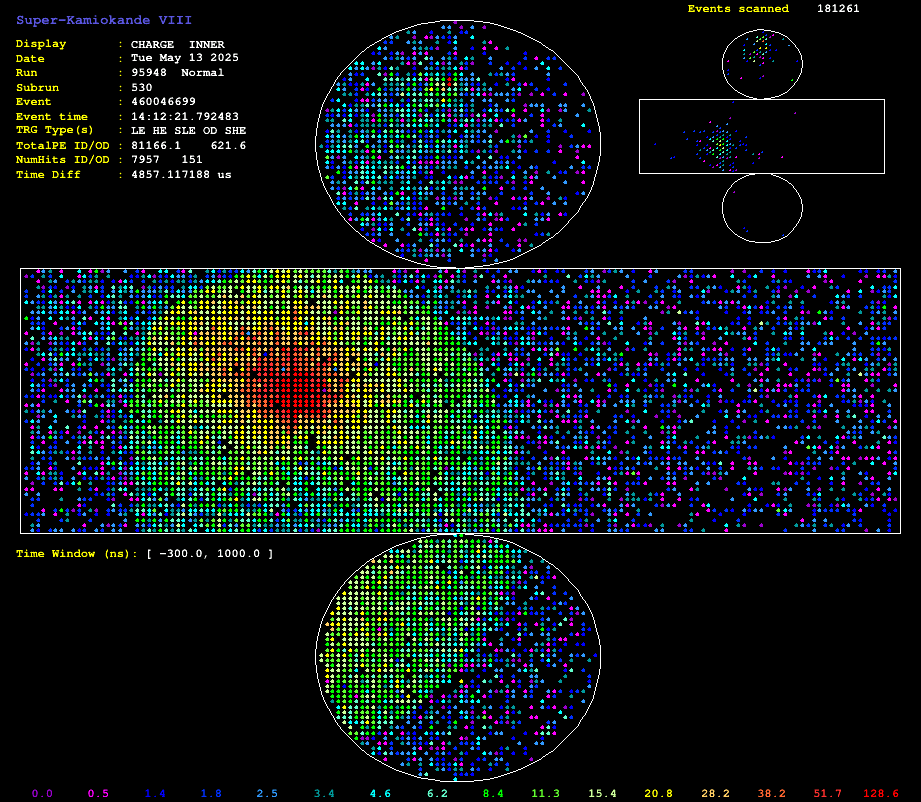 Super-Kamiokande VIII
Events scanned 181261
Display : CHARGE INNER
Date : Tue May 13 2025
Run : 95948 Normal
Subrun : 530
Event : 460046699
Event time : 14:12:21.792483
TRG Type(s) : LE HE SLE OD SHE
TotalPE ID/OD : 81166.1 621.6
NumHits ID/OD : 7957 151
Time Diff : 4857.117188 us
Time Window (ns): [ −300.0, 1000.0 ]
0.0 0.5 1.4 1.8 2.5 3.4 4.6 6.2 8.4 11.3 15.4 20.8 28.2 38.2 51.7 128.6